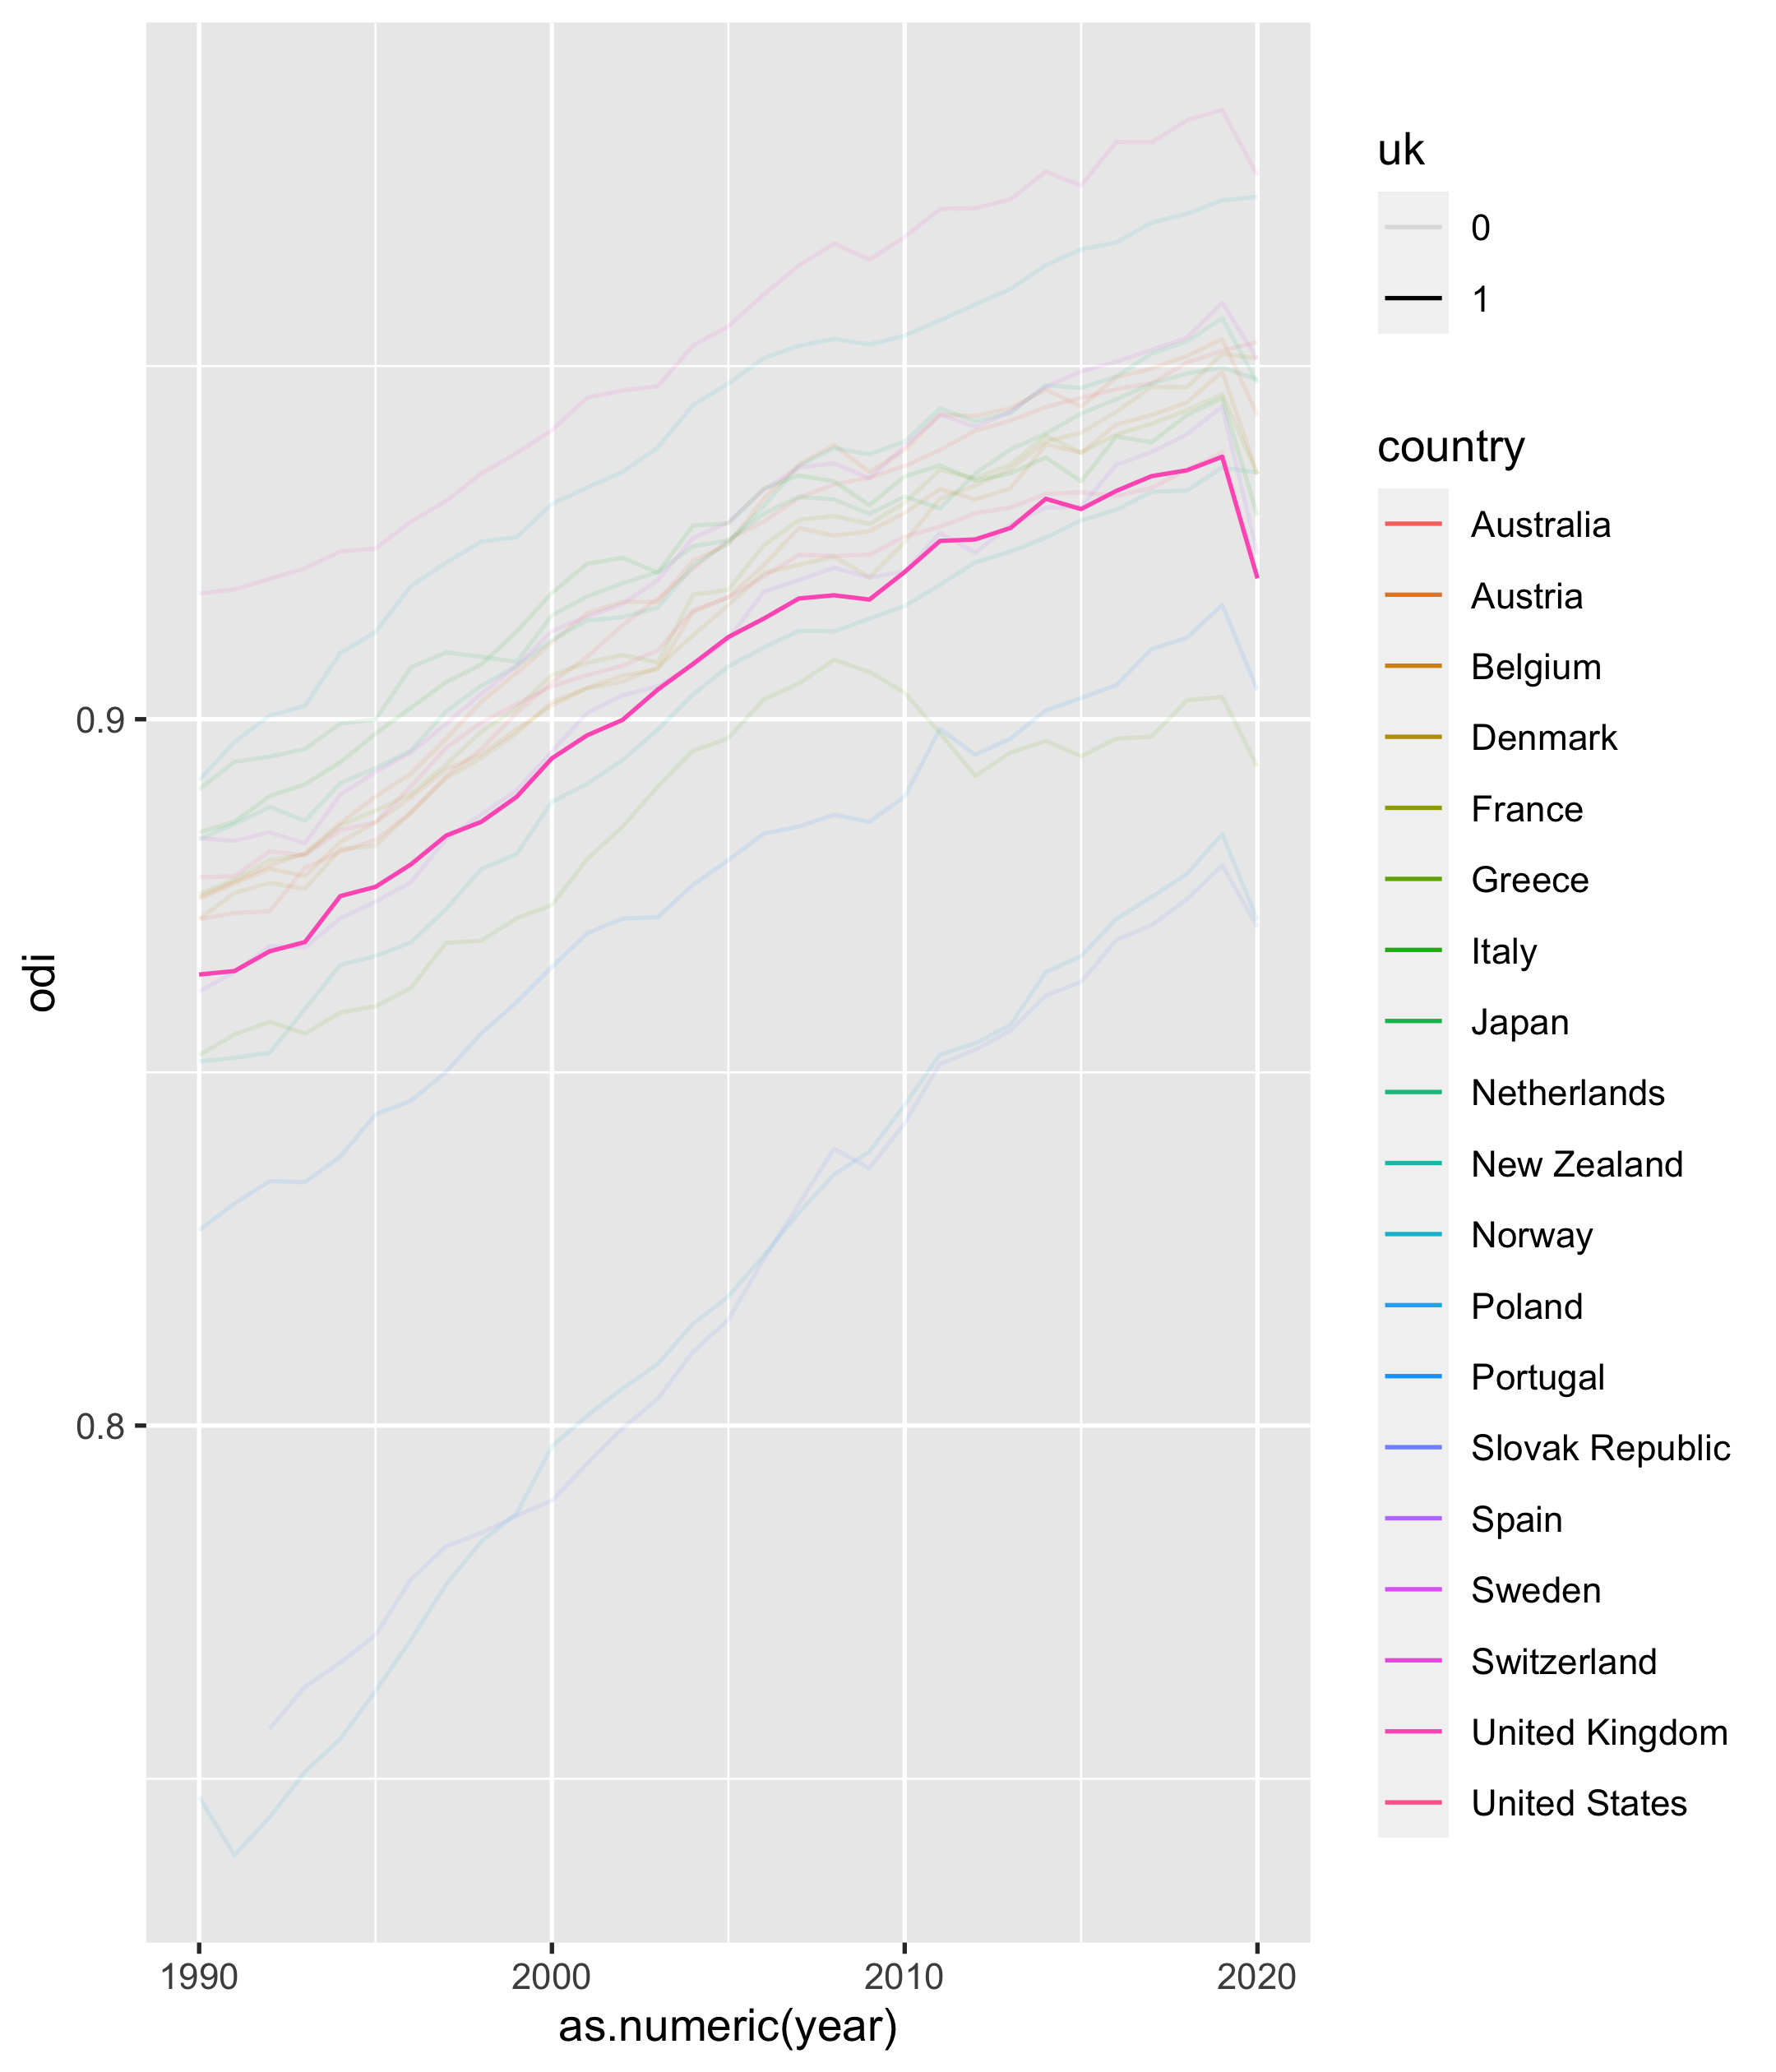 odi
0.9
0.8
1990
2000
2010
2020
as.numeric(year)
uk
0
1
country
Australia
Austria
Belgium
Denmark
France
Greece
Italy
Japan
Netherlands
New Zealand
Norway
Poland
Portugal
Slovak Republic
Spain
Sweden
Switzerland
United Kingdom
United States